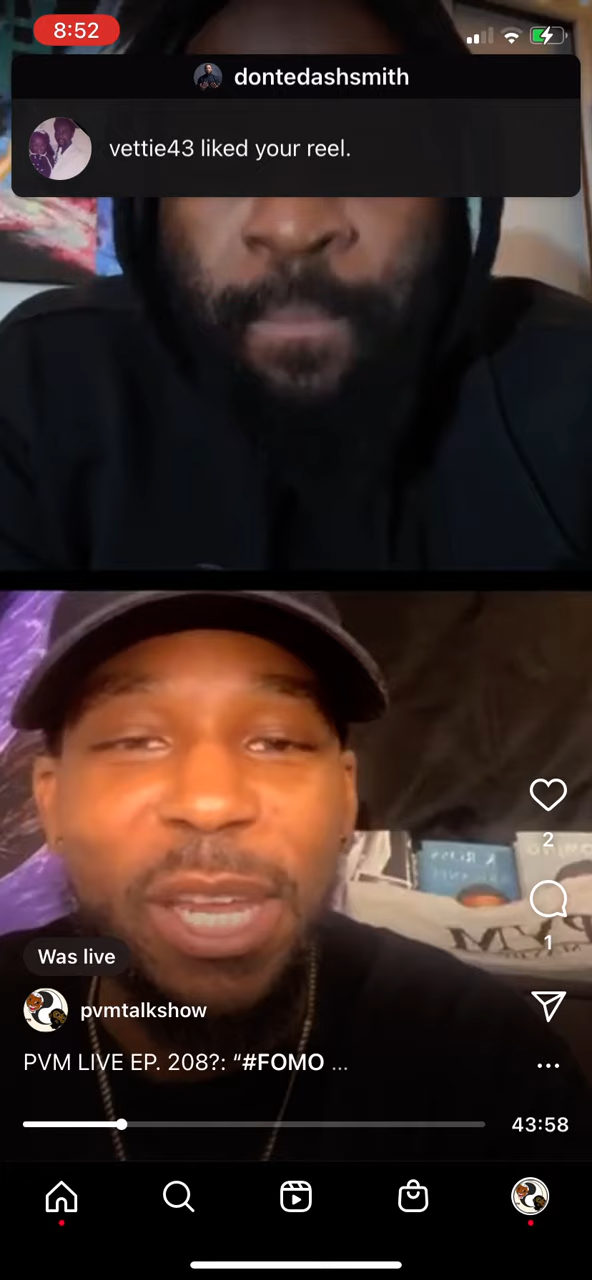 8:52
dontedashsmith
vettie43 liked your reel.
2
1
Was live
pvmtalkshow
PVM LIVE EP. 208?: “#FOMO ...
43:58